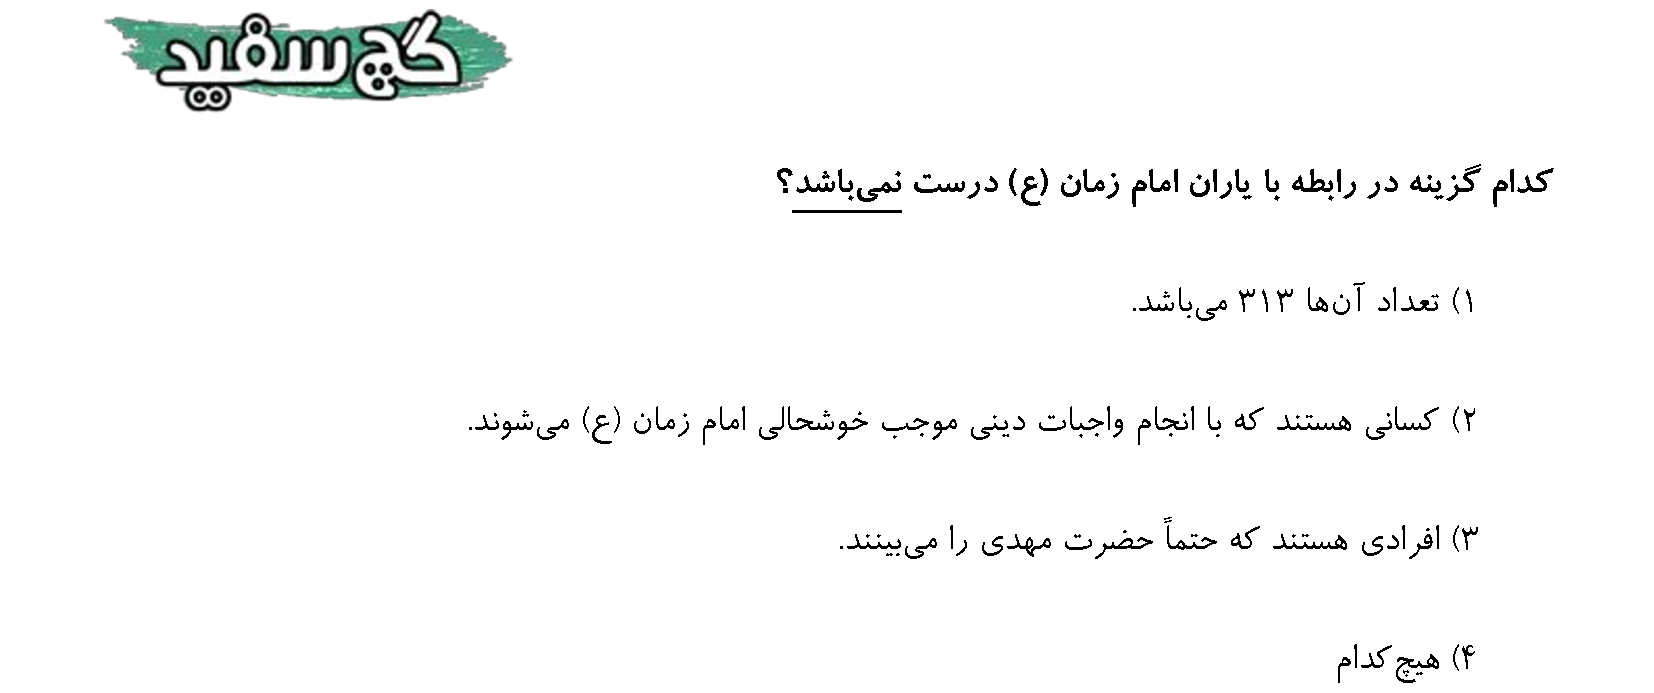 گچ سفید
کدام گزینه در رابطه با یاران امام زمان (ع) درست نمی‌باشد؟
۱) تعداد آن‌ها ۳۱۳ می‌باشد.
۲) کسانی هستند که با انجام واجبات دینی موجب خوشحالی امام زمان (ع) می‌شوند.
۳) افرادی هستند که حتماً حضرت مهدی را می‌بینند.
۴) هیچ‌کدام